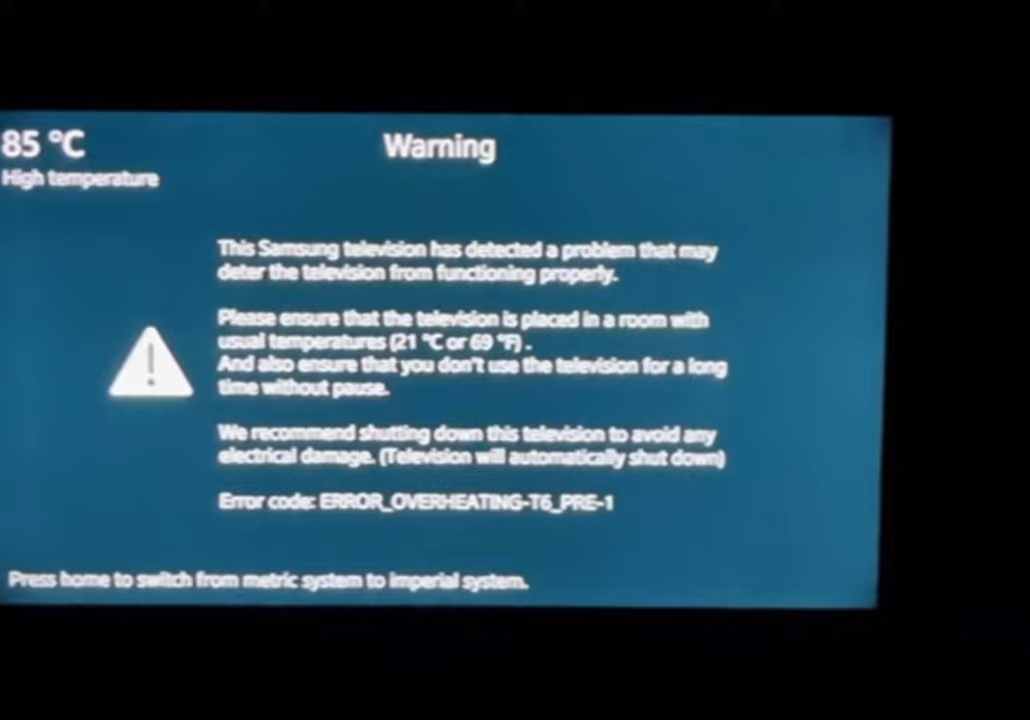 85 °C
Warning
High temperature
This Samsung television has detected a problem that may
deter the television from functioning properly.
Please ensure that the television is placed in a room with
usual temperatures (21 °C or 69 °F) .
And also ensure that you don't use the television for a long
time without pause.
We recommend shutting down this television to avoid any
electrical damage. (Television will automatically shut down)
Error code: ERROR_OVERHEATING-T6_PRE-1
Press home to switch from metric system to imperial system.